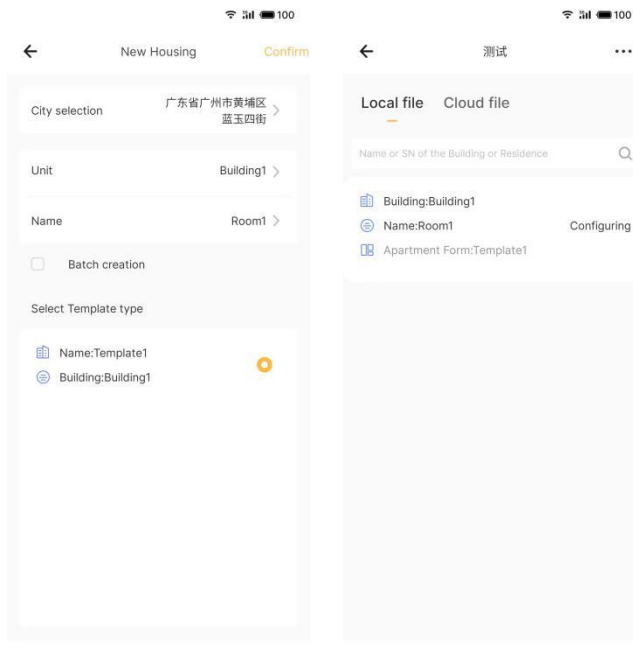 100
New Housing
Confirm
City selection
广东省广州市黄埔区
蓝玉四街
Unit
Building1
Name
Room1
Batch creation
Select Template type
Name:Template1
Building:Building1
100
测试
Local file
Cloud file
Name or SN of the Building or Residence
Building:Building1
Name:Room1
Configuring
Apartment Form:Template1